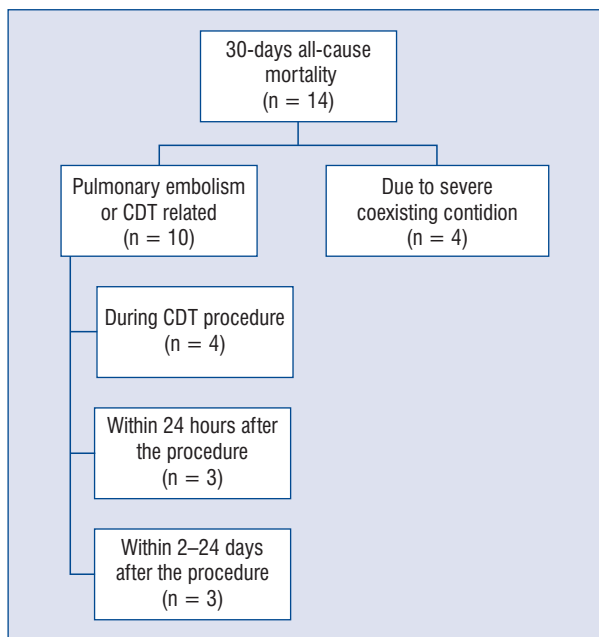 30-days all-cause
mortality
(n = 14)
Pulmonary embolism
or CDT related
(n = 10)
Due to severe
coexisting contidion
(n = 4)
During CDT procedure
(n = 4)
Within 24 hours after
the procedure
(n = 3)
Within 2–24 days
after the procedure
(n = 3)